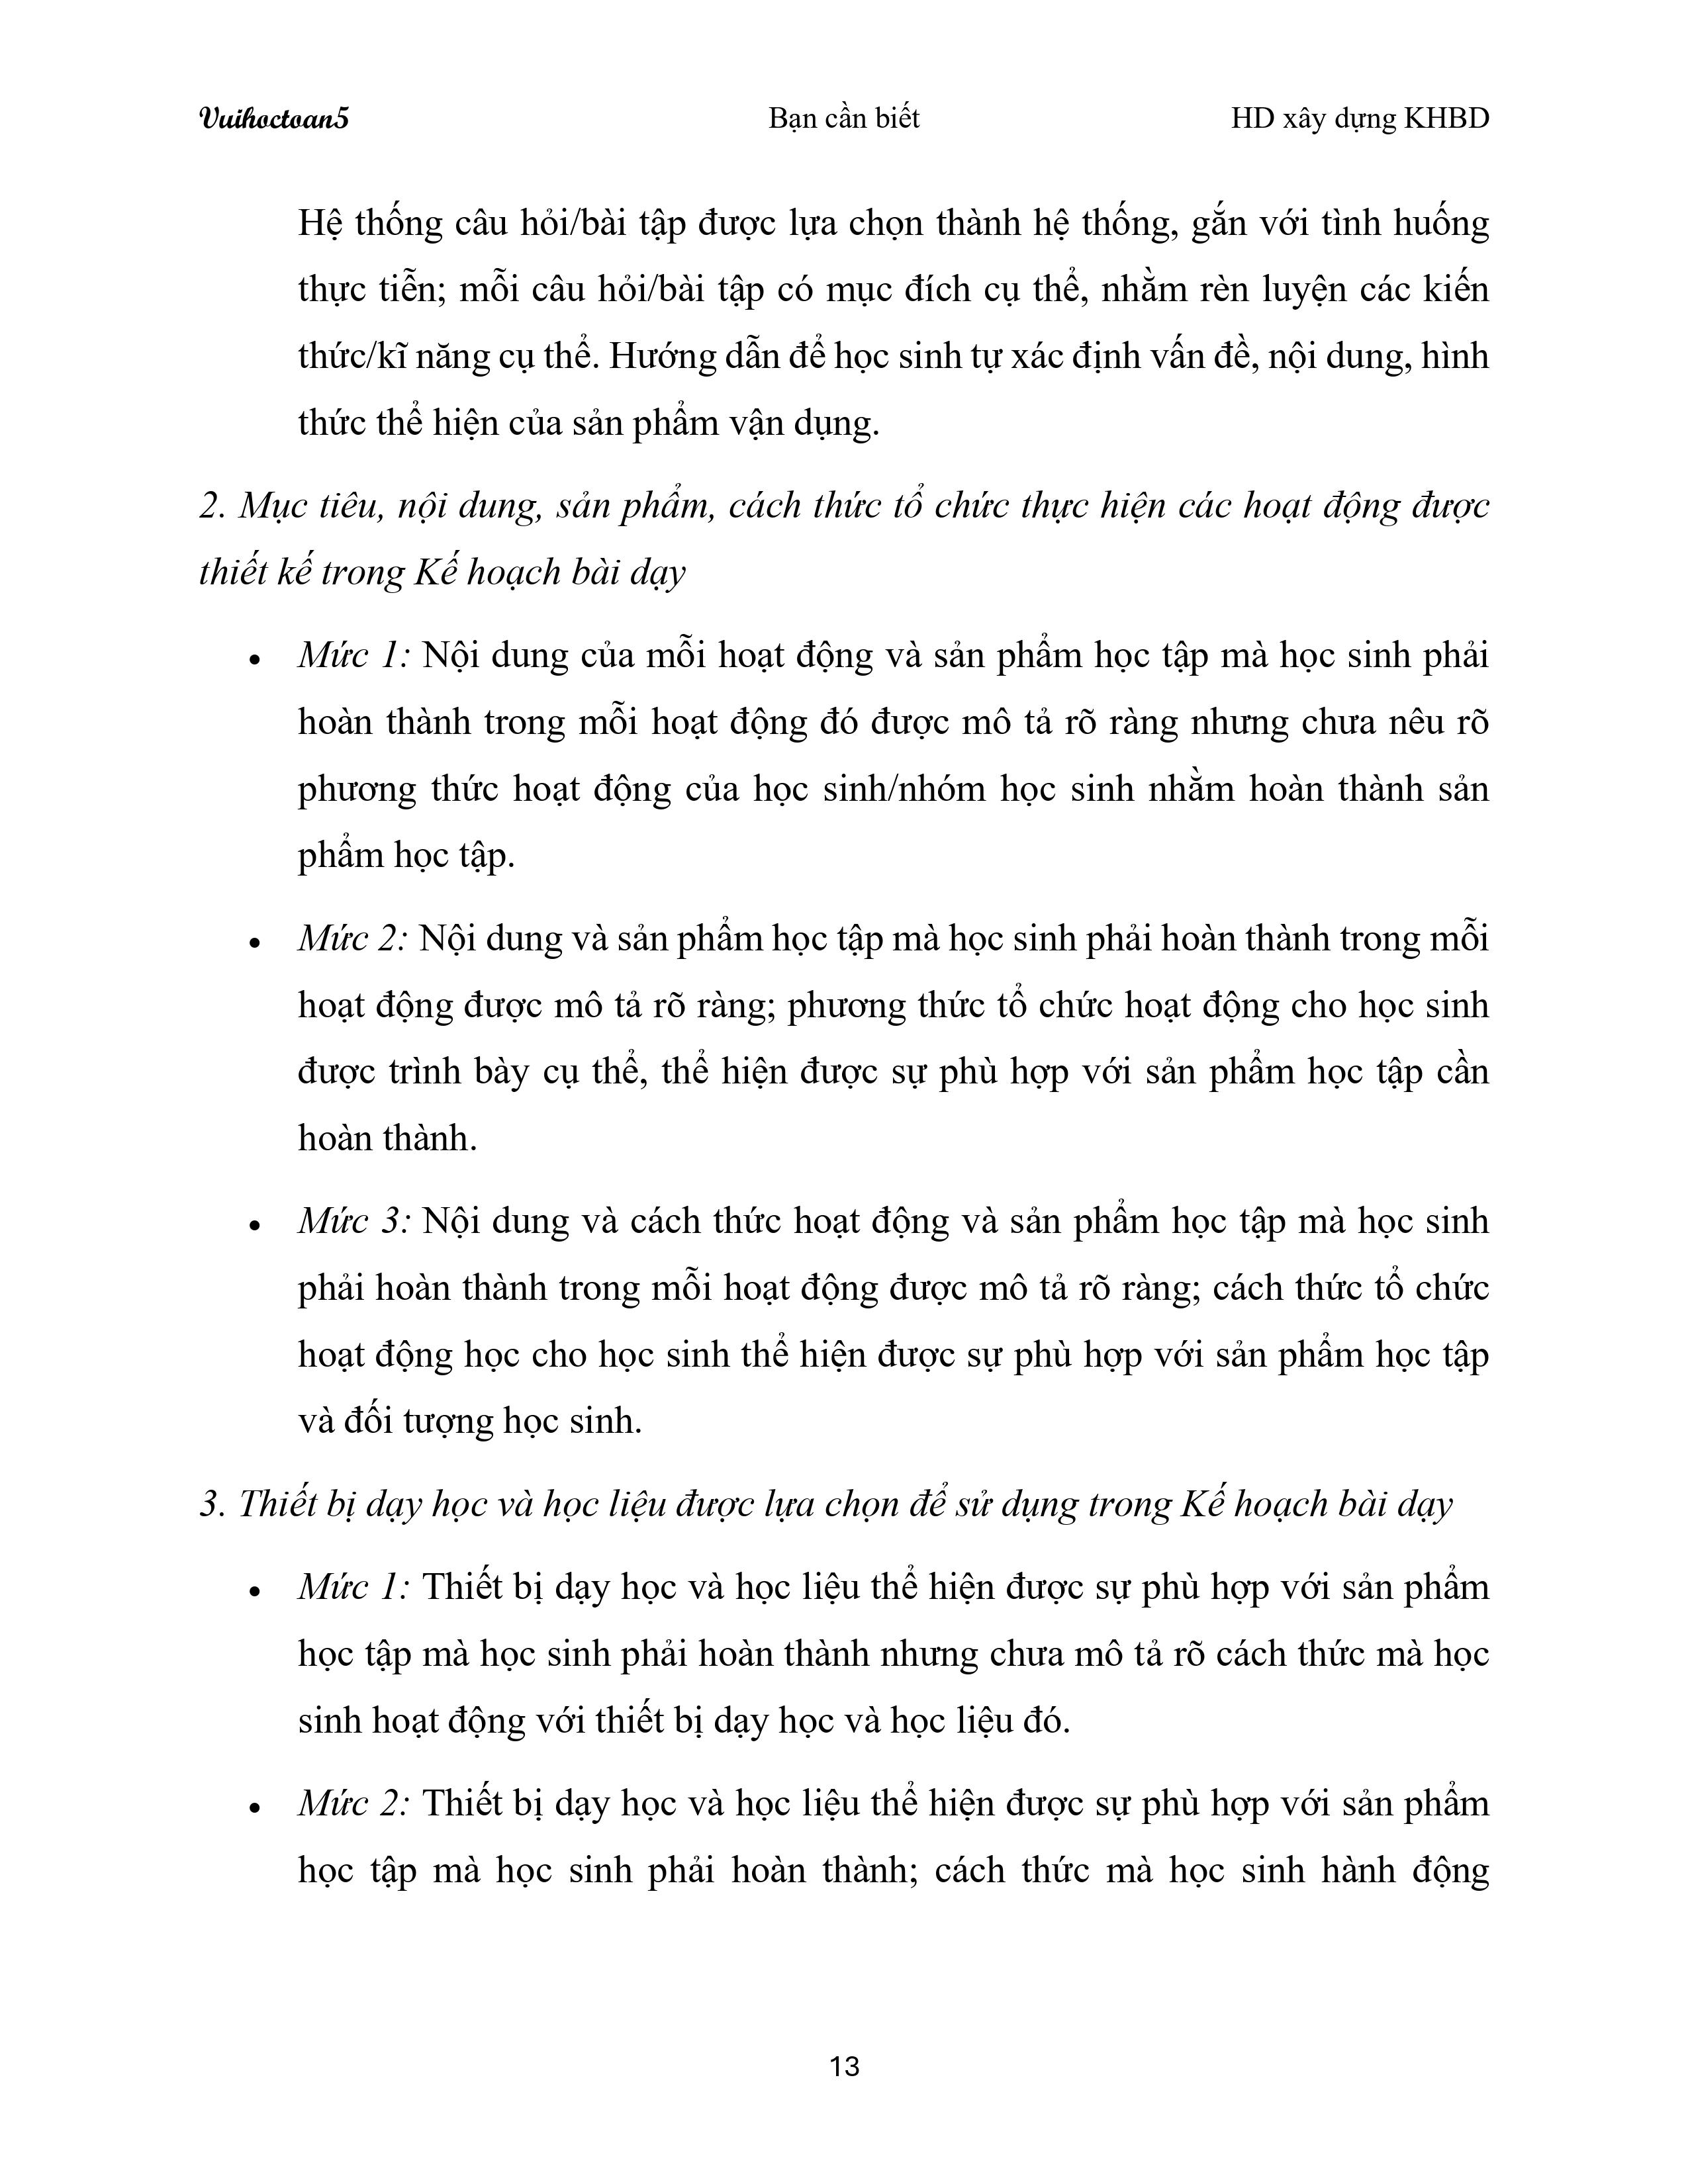 Vuihoctoan5 Bạn cần biết HD xây dựng KHBD
Hệ thống câu hỏi/bài tập được lựa chọn thành hệ thống, gắn với tình huống
thực tiễn; mỗi câu hỏi/bài tập có mục đích cụ thể, nhằm rèn luyện các kiến
thức/kĩ năng cụ thể. Hướng dẫn để học sinh tự xác định vấn đề, nội dung, hình
thức thể hiện của sản phẩm vận dụng.
2. Mục tiêu, nội dung, sản phẩm, cách thức tổ chức thực hiện các hoạt động được
thiết kế trong Kế hoạch bài dạy
• Mức 1: Nội dung của mỗi hoạt động và sản phẩm học tập mà học sinh phải
hoàn thành trong mỗi hoạt động đó được mô tả rõ ràng nhưng chưa nêu rõ
phương thức hoạt động của học sinh/nhóm học sinh nhằm hoàn thành sản
phẩm học tập.
• Mức 2: Nội dung và sản phẩm học tập mà học sinh phải hoàn thành trong mỗi
hoạt động được mô tả rõ ràng; phương thức tổ chức hoạt động cho học sinh
được trình bày cụ thể, thể hiện được sự phù hợp với sản phẩm học tập cần
hoàn thành.
• Mức 3: Nội dung và cách thức hoạt động và sản phẩm học tập mà học sinh
phải hoàn thành trong mỗi hoạt động được mô tả rõ ràng; cách thức tổ chức
hoạt động học cho học sinh thể hiện được sự phù hợp với sản phẩm học tập
và đối tượng học sinh.
3. Thiết bị dạy học và học liệu được lựa chọn để sử dụng trong Kế hoạch bài dạy
• Mức 1: Thiết bị dạy học và học liệu thể hiện được sự phù hợp với sản phẩm
học tập mà học sinh phải hoàn thành nhưng chưa mô tả rõ cách thức mà học
sinh hoạt động với thiết bị dạy học và học liệu đó.
• Mức 2: Thiết bị dạy học và học liệu thể hiện được sự phù hợp với sản phẩm
học tập mà học sinh phải hoàn thành; cách thức mà học sinh hành động
13